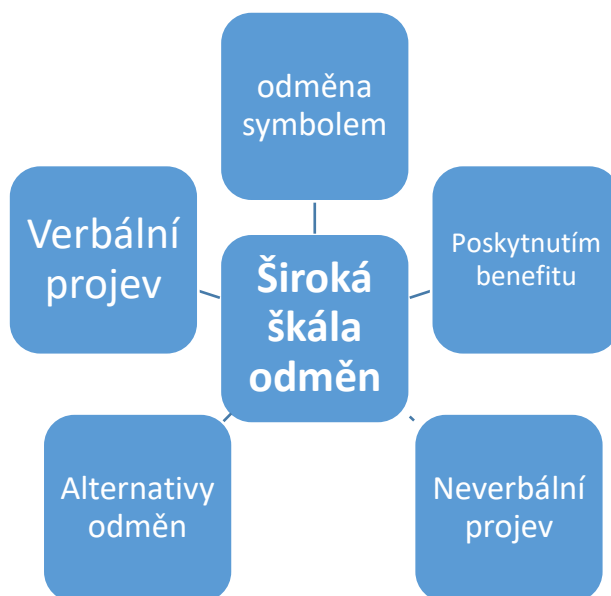 odměna
symbolem
Verbální
projev
Poskytnutím
benefitu
Široká
škála
odměn
Alternativy
odměn
Neverbální
projev